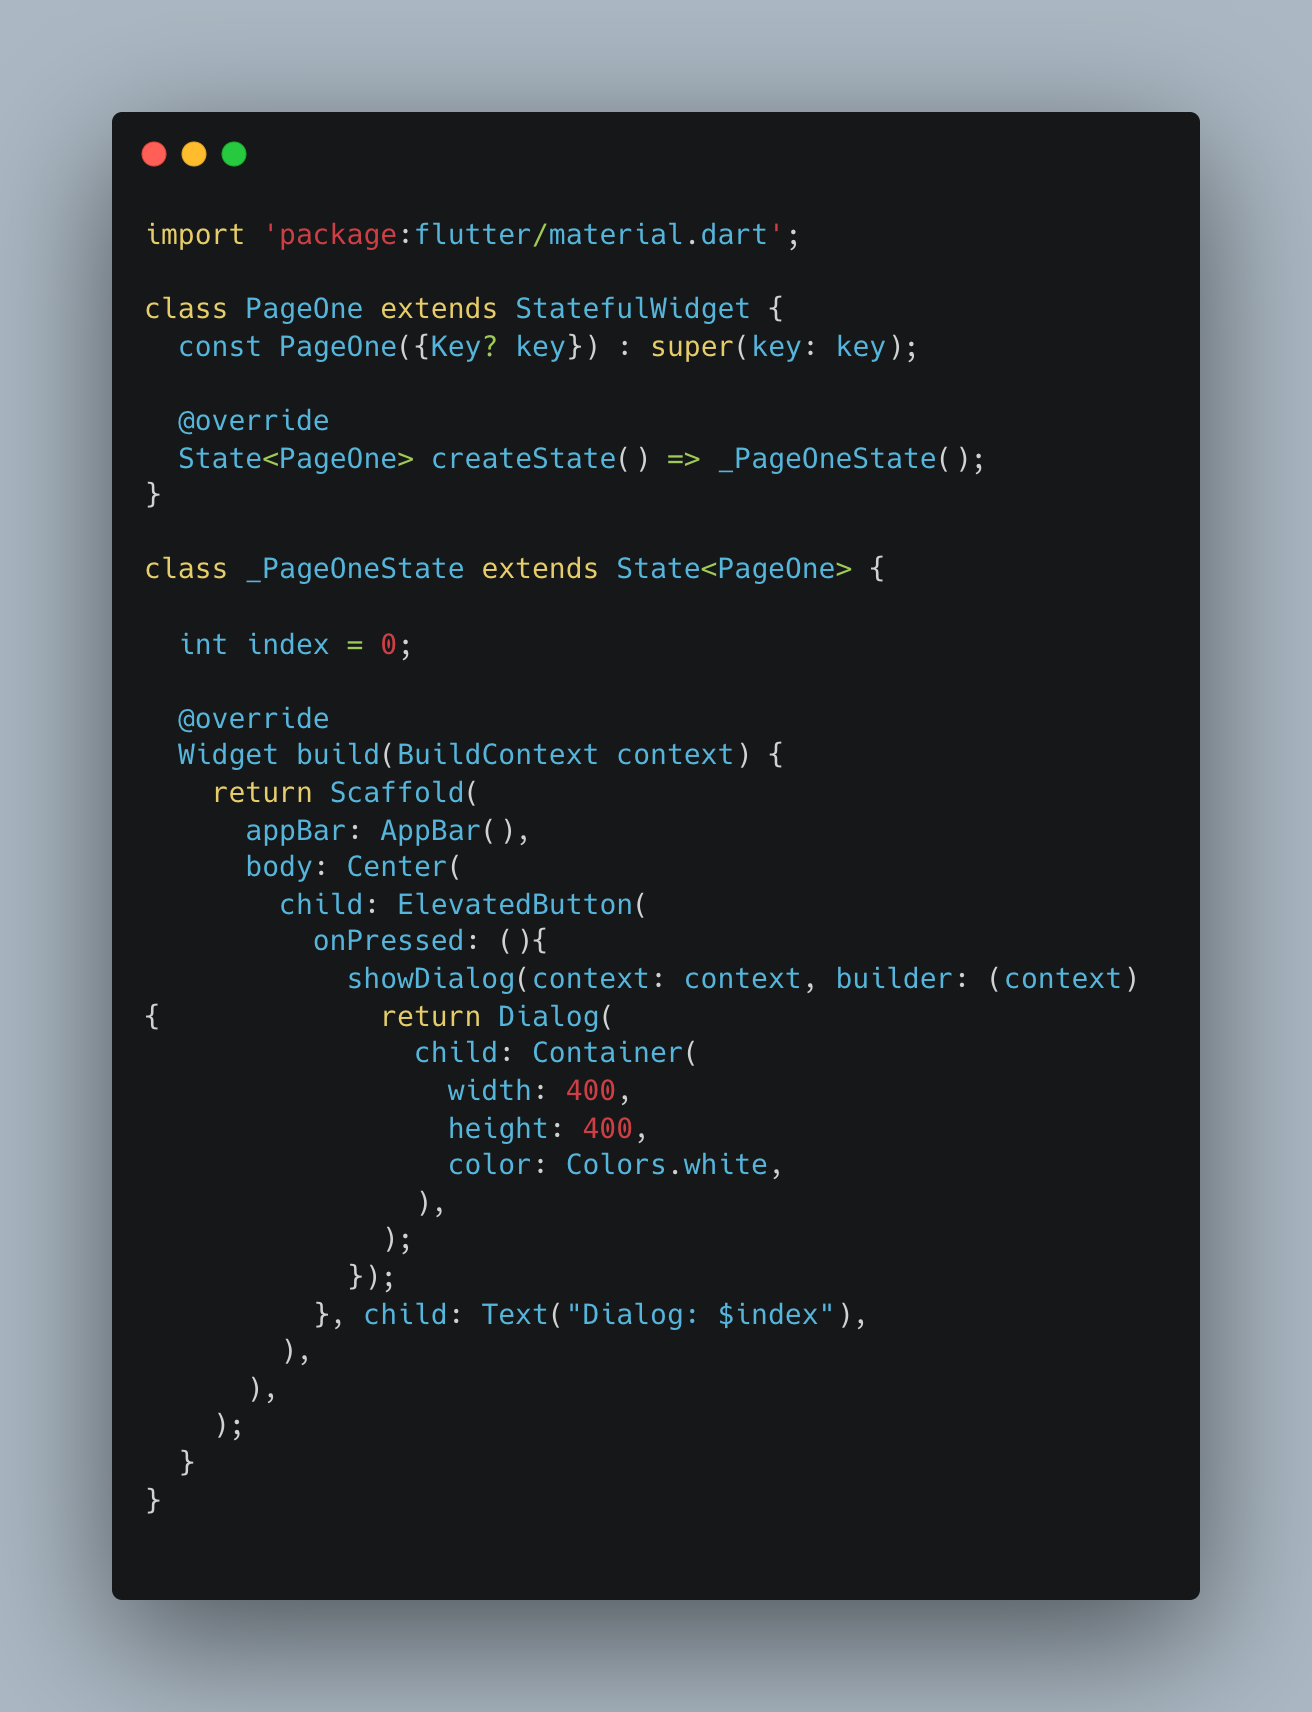 import 'package:flutter/material.dart';

class PageOne extends StatefulWidget {
  const PageOne({Key? key}) : super(key: key);

  @override
  State<PageOne> createState() => _PageOneState();
}

class _PageOneState extends State<PageOne> {

  int index = 0;

  @override
  Widget build(BuildContext context) {
    return Scaffold(
      appBar: AppBar(),
      body: Center(
        child: ElevatedButton(
          onPressed: (){
            showDialog(context: context, builder: (context)
{             return Dialog(
                child: Container(
                  width: 400,
                  height: 400,
                  color: Colors.white,
                ),
              );
            });
          }, child: Text("Dialog: $index"),
        ),
      ),
    );
  }
}